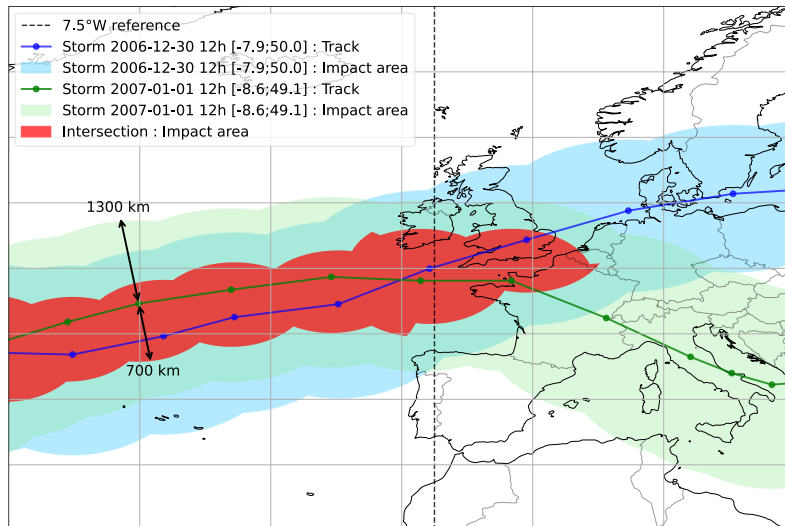 7.5°W reference
Storm 2006-12-30 12h [-7.9;50.0] : Track
Storm 2006-12-30 12h [-7.9;50.0] : Impact area
Storm 2007-01-01 12h [-8.6;49.1] : Track
Storm 2007-01-01 12h [-8.6;49.1] : Impact area
Intersection : Impact area
1300 km
700 km